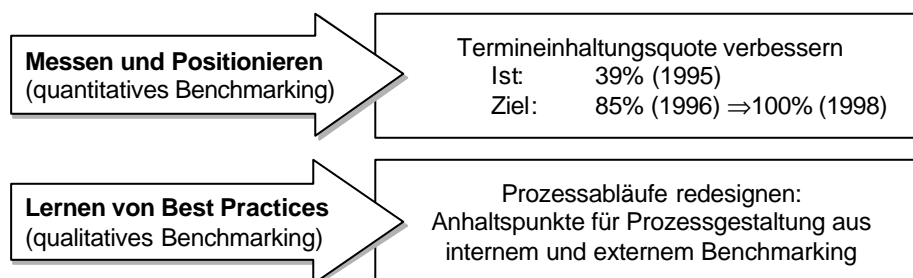 Messen und Positionieren
(quantitatives Benchmarking)
Termineinhaltungsquote verbessern
Ist: 39% (1995)
Ziel: 85% (1996) ⇒100% (1998)
Lernen von Best Practices
(qualitatives Benchmarking)
Prozessabläufe redesignen:
Anhaltspunkte für Prozessgestaltung aus
internem und externem Benchmarking